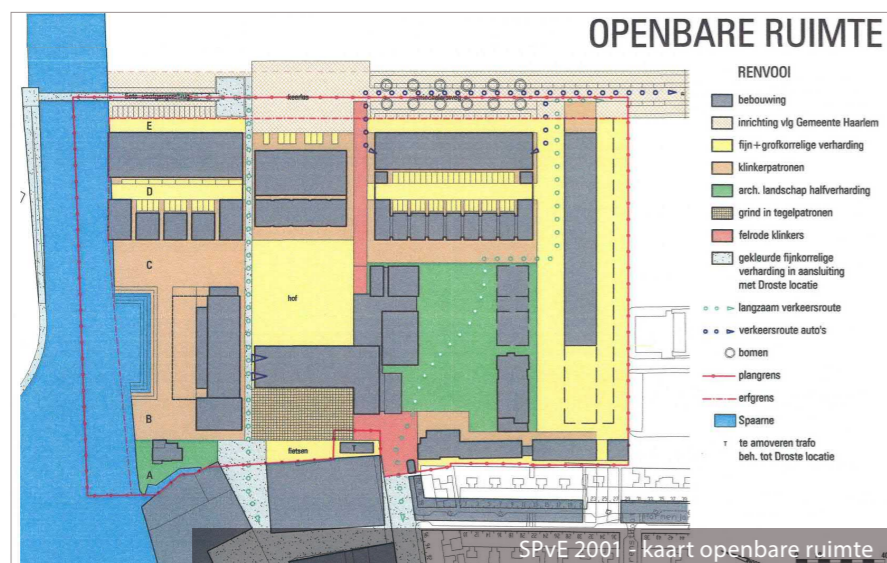 OPENBARE RUIMTE
RENVOOI
bebouwing
inrichting vlg Gemeente Haarlem
fijn+grofkorrelige verharding
klinkerpatronen
arch. landschap halfverharding
grind in tegelpatronen
felrode klinkers
gekleurde fijnkorrelige
verharding in aansluiting
met Droste locatie
langzaam verkeersroute
verkeersroute auto's
bomen
plangrens
erfgrens
Spaarne
T te amoveren trafo
beh. tot Droste locatie
E
D
C
hof
B
A
fietsen
T
SPvE 2001 - kaart openbare ruimte